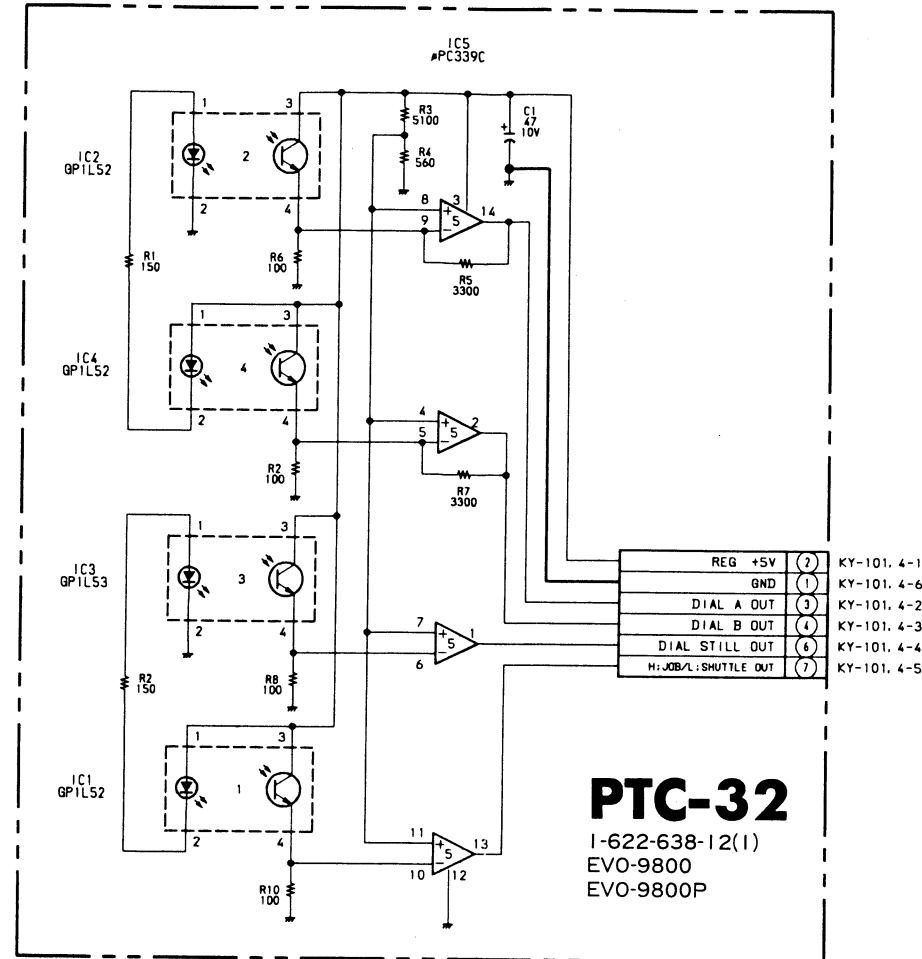 IC5
μPC339C
1
3
R3
5100
C1
47
10V
+
IC2
GP1L52
2
R4
560
2
4
8
+
3
5
14
9
−
R1
150
R6
100
R5
3300
1
3
IC4
GP1L52
4
4
+
2
5
5
−
2
4
R2
100
R7
3300
1
3
IC3
GP1L53
3
REG +5V
2
KY-101, 4-1
GND
1
KY-101, 4-6
DIAL A OUT
3
KY-101, 4-2
DIAL B OUT
4
KY-101, 4-3
DIAL STILL OUT
6
KY-101, 4-4
H:JOB/L:SHUTTLE OUT
7
KY-101, 4-5
2
4
7
+
5
1
6
−
R2
150
R8
100
1
3
IC1
GP1L52
1
PTC-32
1-622-638-12(1)
EVO-9800
EVO-9800P
2
4
11
+
13
5
10
−
12
R10
100